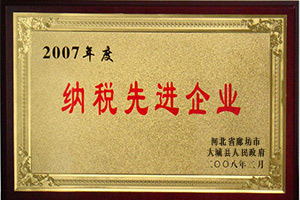 2007年度
纳税先进企业
河北省廊坊市
大城县人民政府
二〇〇八年二月